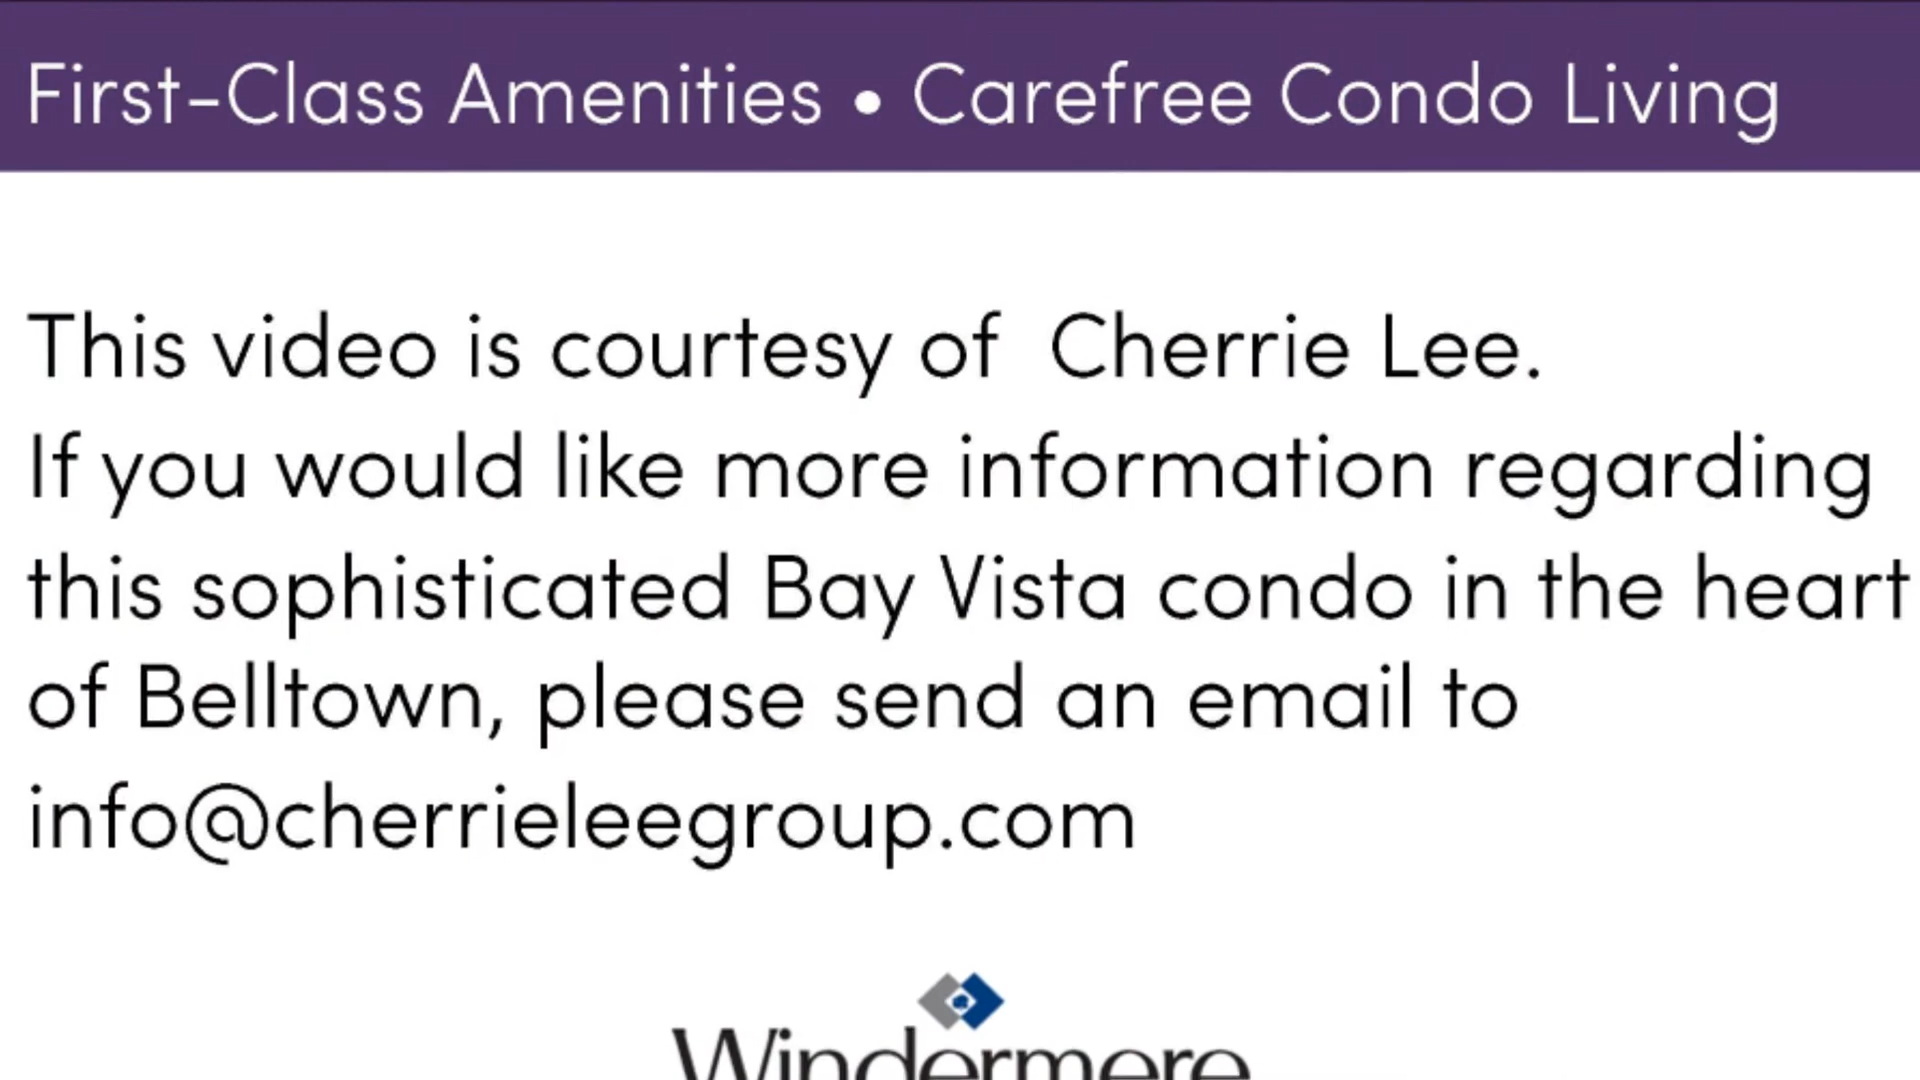 First-Class Amenities • Carefree Condo Living
This video is courtesy of  Cherrie Lee.
If you would like more information regarding
this sophisticated Bay Vista condo in the heart
of Belltown, please send an email to
info@cherrieleegroup.com
Windermere